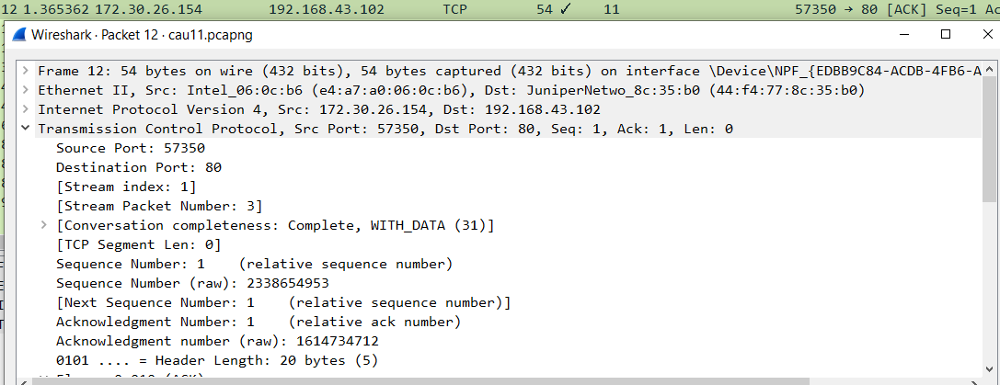 12 1.365362 172.30.26.154 192.168.43.102 TCP 54 ✓ 11 57350 → 80 [ACK] Seq=1 Ac
Wireshark · Packet 12 · cau11.pcapng
Frame 12: 54 bytes on wire (432 bits), 54 bytes captured (432 bits) on interface \Device\NPF_{EDBB9C84-ACDB-4FB6-A
Ethernet II, Src: Intel_06:0c:b6 (e4:a7:a0:06:0c:b6), Dst: JuniperNetwo_8c:35:b0 (44:f4:77:8c:35:b0)
Internet Protocol Version 4, Src: 172.30.26.154, Dst: 192.168.43.102
Transmission Control Protocol, Src Port: 57350, Dst Port: 80, Seq: 1, Ack: 1, Len: 0
Source Port: 57350
Destination Port: 80
[Stream index: 1]
[Stream Packet Number: 3]
[Conversation completeness: Complete, WITH_DATA (31)]
[TCP Segment Len: 0]
Sequence Number: 1 (relative sequence number)
Sequence Number (raw): 2338654953
[Next Sequence Number: 1 (relative sequence number)]
Acknowledgment Number: 1 (relative ack number)
Acknowledgment number (raw): 1614734712
0101 .... = Header Length: 20 bytes (5)